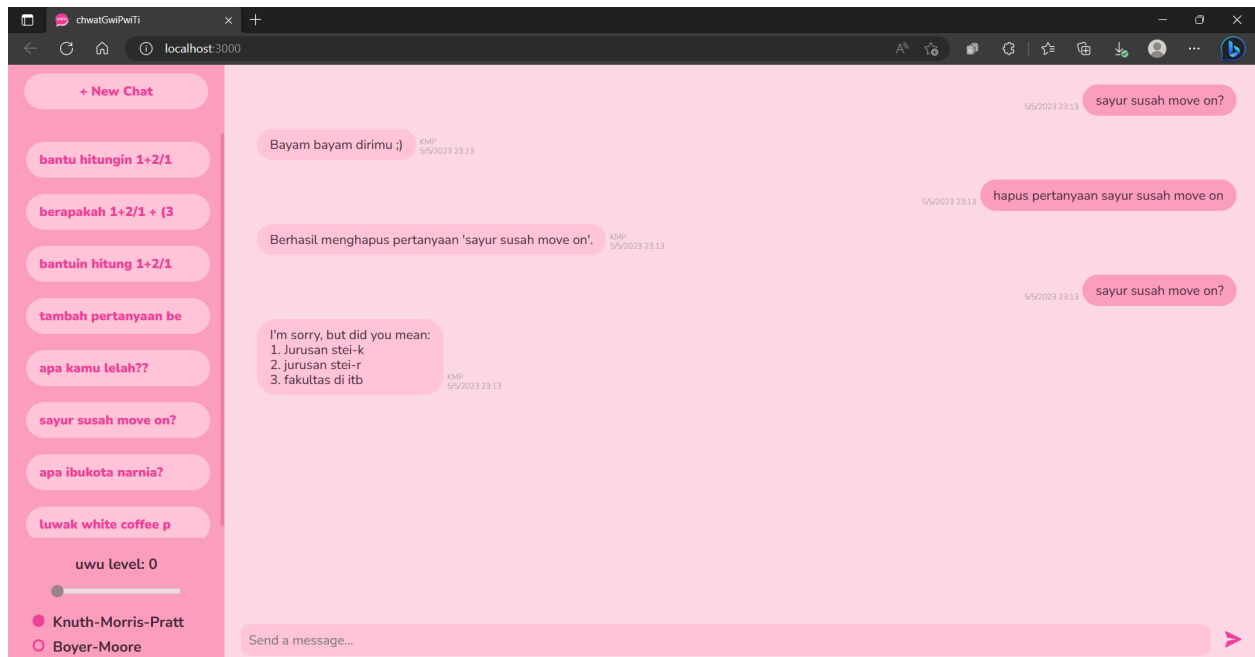 chwatGwiPwiTi
localhost:3000
+ New Chat
bantu hitungin 1+2/1
berapakah 1+2/1 + (3
bantuin hitung 1+2/1
tambah pertanyaan be
apa kamu lelah??
sayur susah move on?
apa ibukota narnia?
luwak white coffee p
uwu level: 0
Knuth-Morris-Pratt
Boyer-Moore
5/5/2023 23:13
sayur susah move on?
Bayam bayam dirimu ;)
KMP
5/5/2023 23:13
5/5/2023 23:13
hapus pertanyaan sayur susah move on
Berhasil menghapus pertanyaan 'sayur susah move on'.
KMP
5/5/2023 23:13
5/5/2023 23:13
sayur susah move on?
I'm sorry, but did you mean:
1. Jurusan stei-k
2. jurusan stei-r
3. fakultas di itb
KMP
5/5/2023 23:13
Send a message...